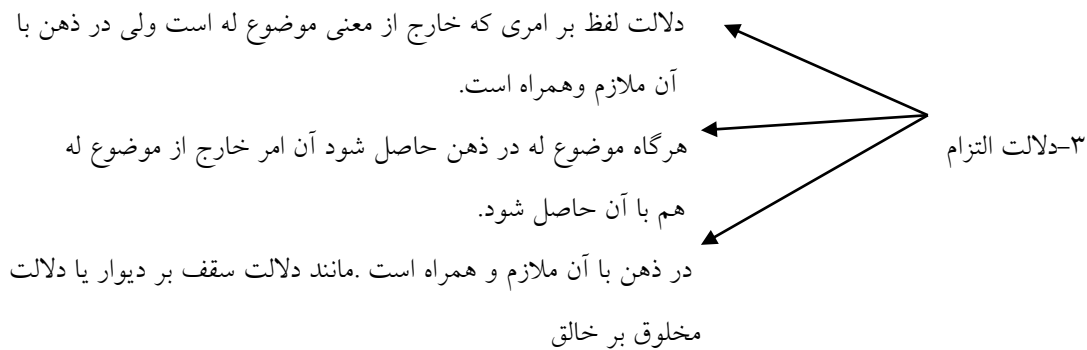 دلالت لفظ بر امری که خارج از معنی موضوع له است ولی در ذهن با
آن ملازم وهمراه است.
۳-دلالت التزام
هرگاه موضوع له در ذهن حاصل شود آن امر خارج از موضوع له
هم با آن حاصل شود.
در ذهن با آن ملازم و همراه است .مانند دلالت سقف بر دیوار یا دلالت
مخلوق بر خالق